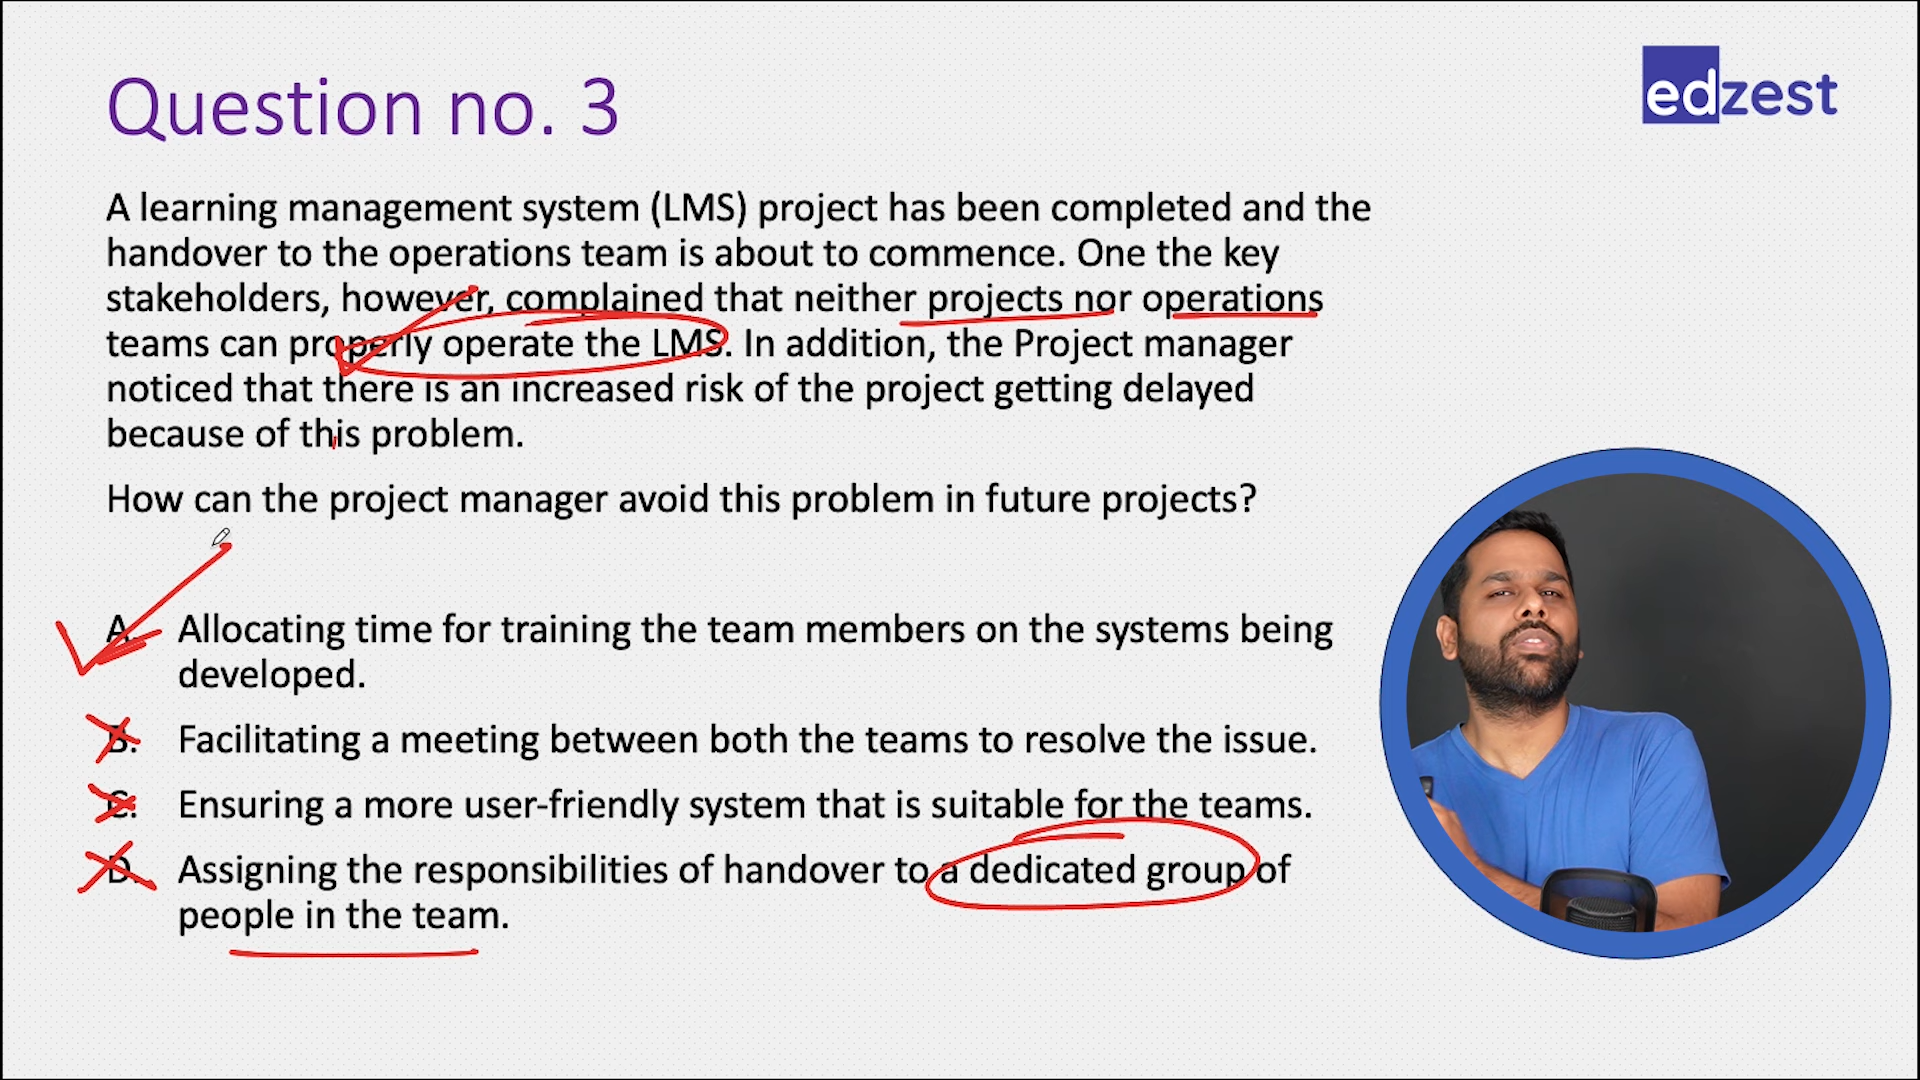 Question no. 3
edzest
A learning management system (LMS) project has been completed and the
handover to the operations team is about to commence. One the key
stakeholders, however, complained that neither projects nor operations
teams can properly operate the LMS. In addition, the Project manager
noticed that there is an increased risk of the project getting delayed
because of this problem.
How can the project manager avoid this problem in future projects?
A. Allocating time for training the team members on the systems being
developed.
B. Facilitating a meeting between both the teams to resolve the issue.
C. Ensuring a more user-friendly system that is suitable for the teams.
D. Assigning the responsibilities of handover to a dedicated group of
people in the team.